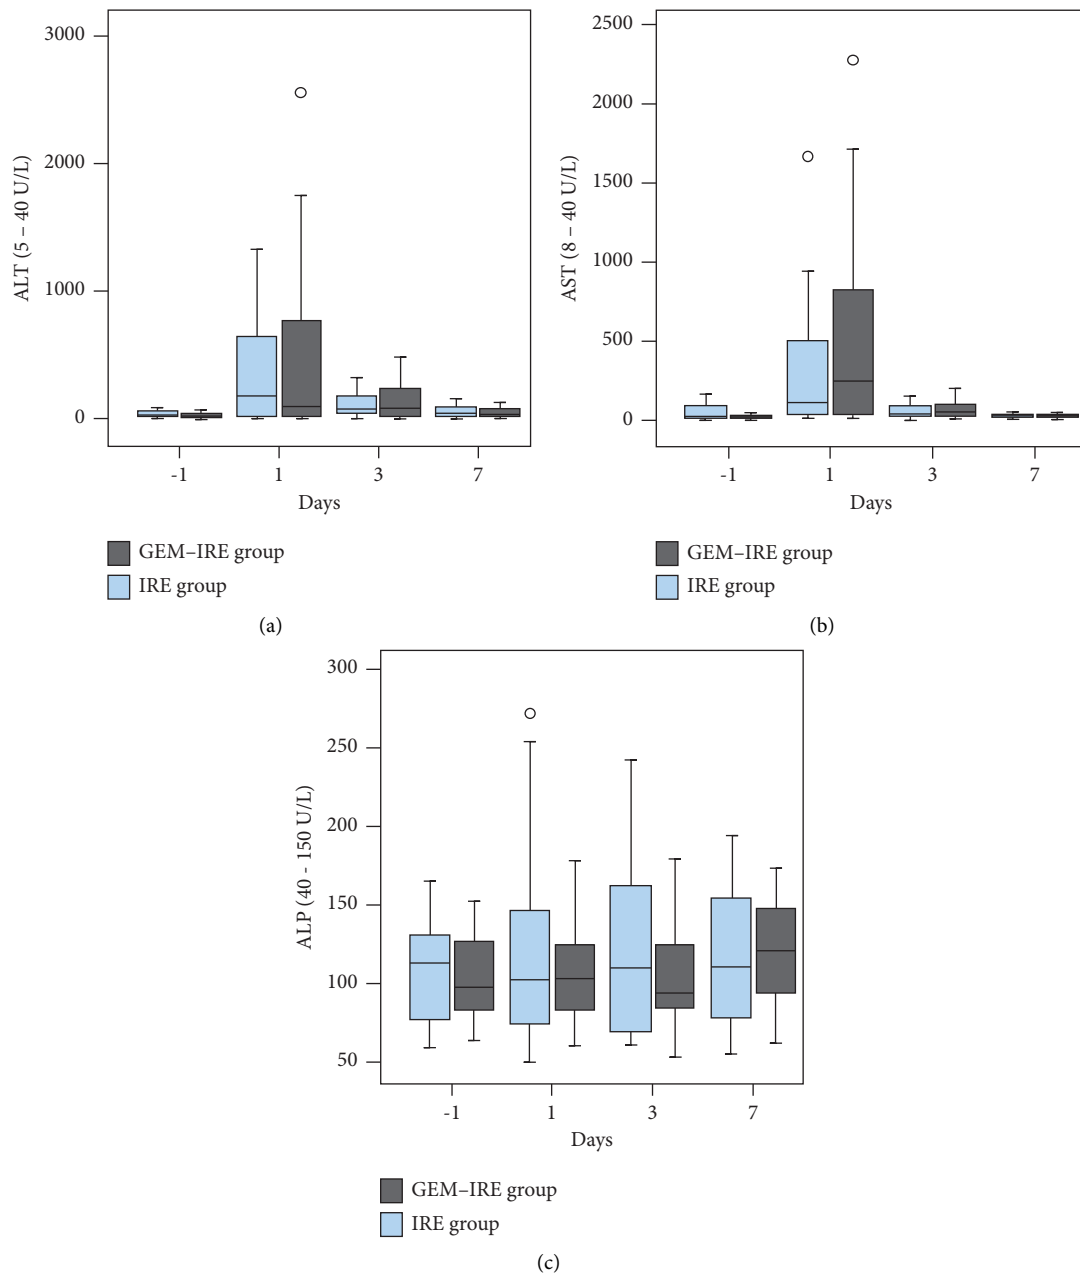 3000
2000
1000
0
ALT (5 – 40 U/L)
-1 1 3 7
Days
GEM–IRE group
IRE group
(a)
2500
2000
1500
1000
500
0
AST (8 – 40 U/L)
-1 1 3 7
Days
GEM–IRE group
IRE group
(b)
300
250
200
150
100
50
ALP (40 - 150 U/L)
-1 1 3 7
Days
GEM–IRE group
IRE group
(c)